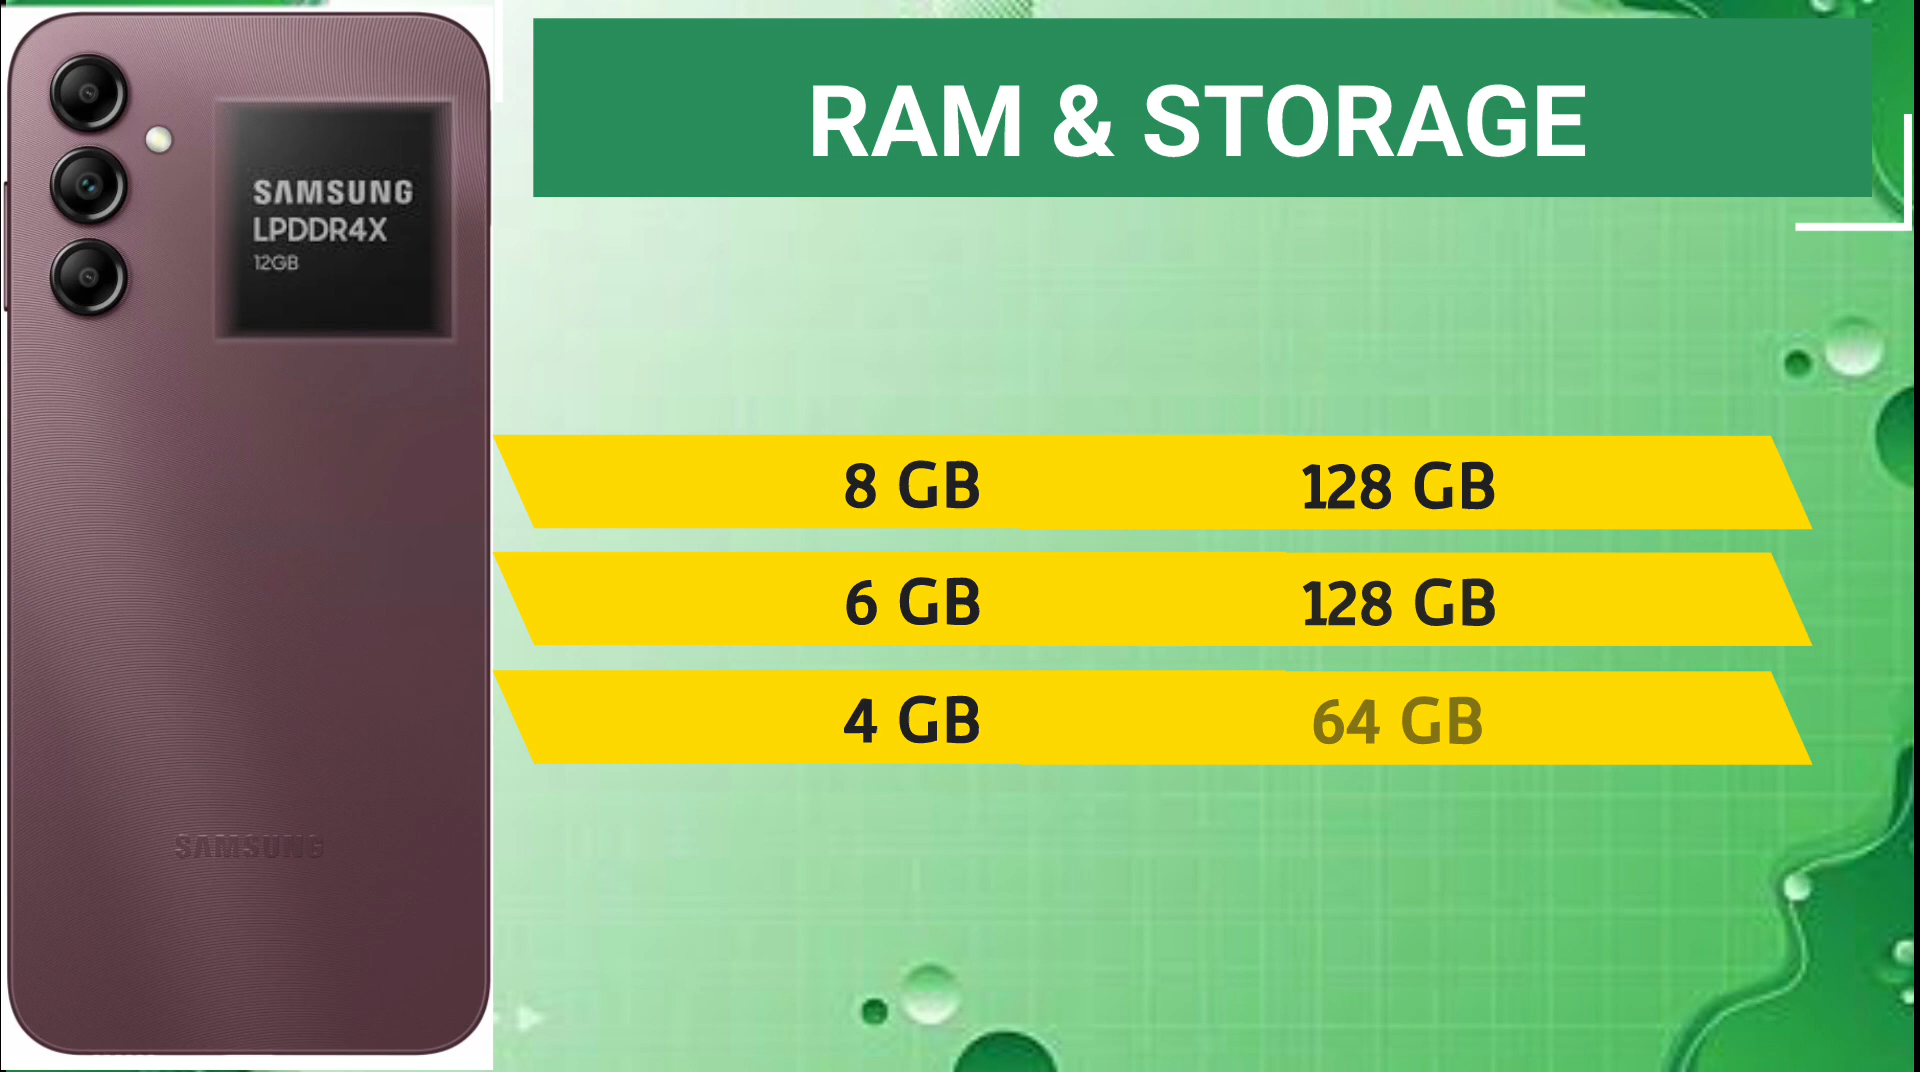 RAM & STORAGE
SAMSUNG
LPDDR4X
12GB
8 GB 128 GB
6 GB 128 GB
4 GB 64 GB
SAMSUNG